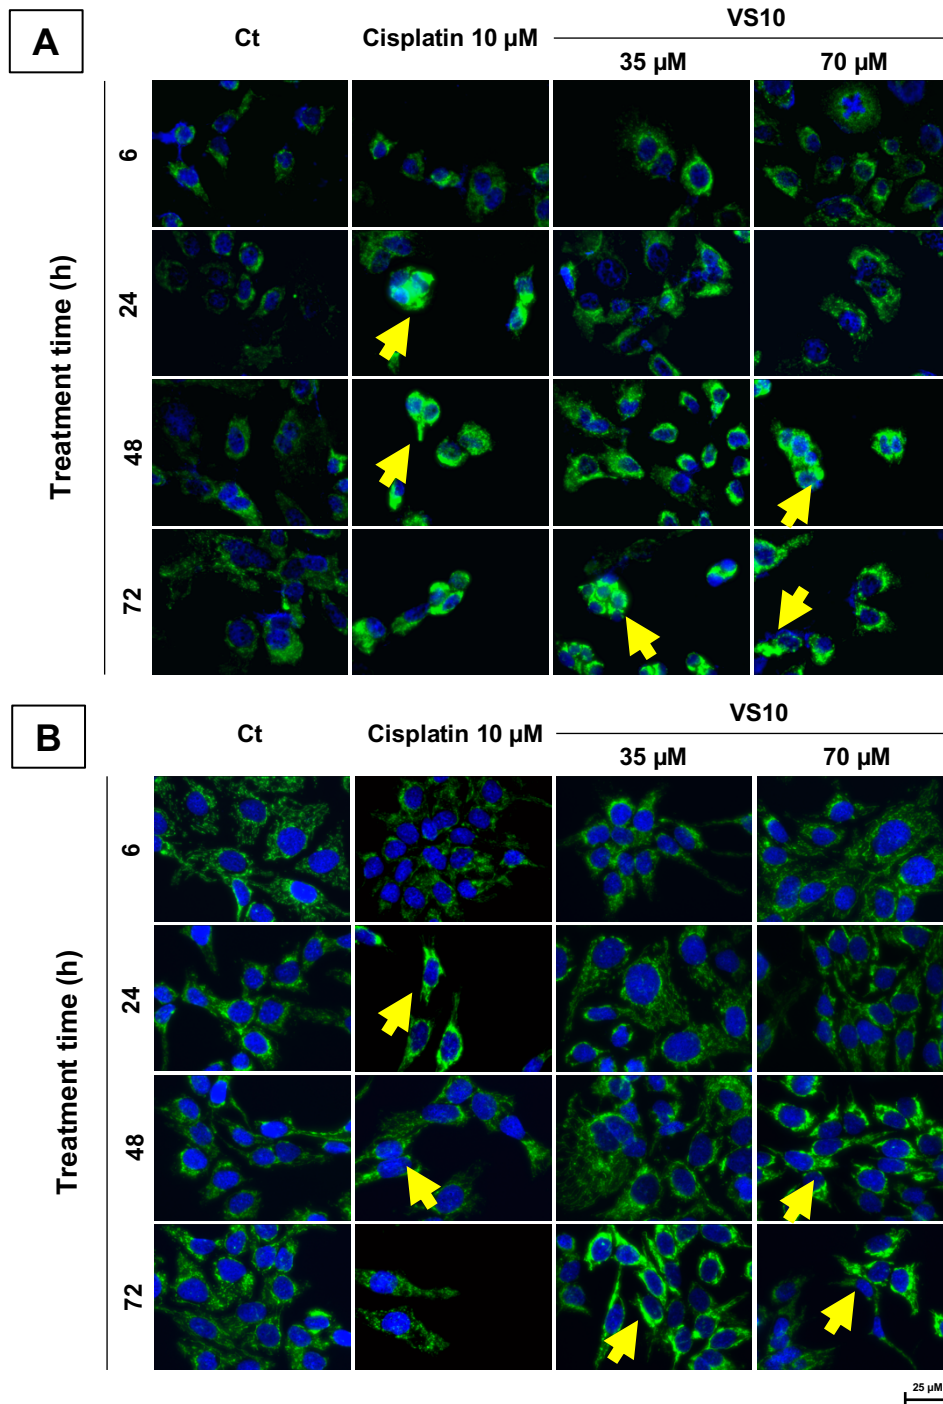 A
Ct
Cisplatin 10 µM
VS10
35 µM
70 µM
Treatment time (h)
6
24
48
72
B
Ct
Cisplatin 10 µM
VS10
35 µM
70 µM
Treatment time (h)
6
24
48
72
25 µM